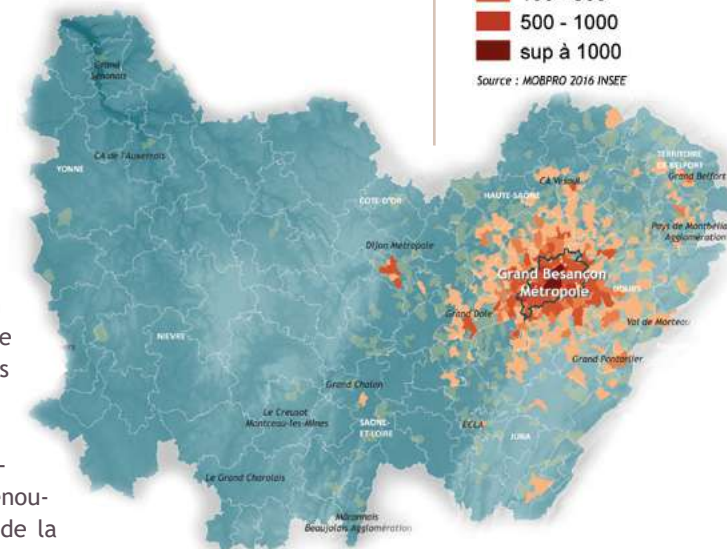 500 - 1000
sup à 1000
Source : MOBPRO 2016 INSEE
Grand
Sénonais
CA de l'Auxerrois
YONNE
TERRITOIRE
DE BELFORT
Grand Belfort
CA Vesoul
HAUTE-SAÔNE
CÔTE-D'OR
Pays de Montbélia
Agglomération
Dijon Métropole
Grand Besançon
Métropole
DOUBS
Grand Dole
Val de Morteau
NIEVRE
Grand Pontarlier
Grand Chalon
Le Creusot
Montceau-les-Mines
SAONE-
ET-LOIRE
ECLA
JURA
Le Grand Charolais
Mâconnais
Beaujolais Agglomération
e
s
-
enou-
de la